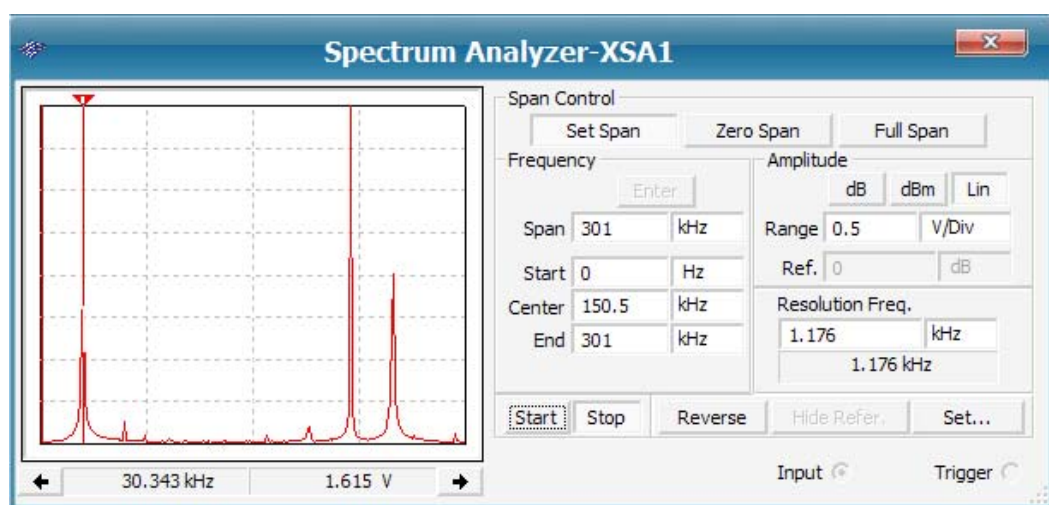 Spectrum Analyzer-XSA1
Span Control
Set Span Zero Span Full Span
Frequency
Enter
Span 301 kHz
Start 0 Hz
Center 150.5 kHz
End 301 kHz
Amplitude
dB dBm Lin
Range 0.5 V/Div
Ref. 0 dB
Resolution Freq.
1.176 kHz
1.176 kHz
Start Stop Reverse Hide Refer. Set...
30.343 kHz 1.615 V
Input Trigger